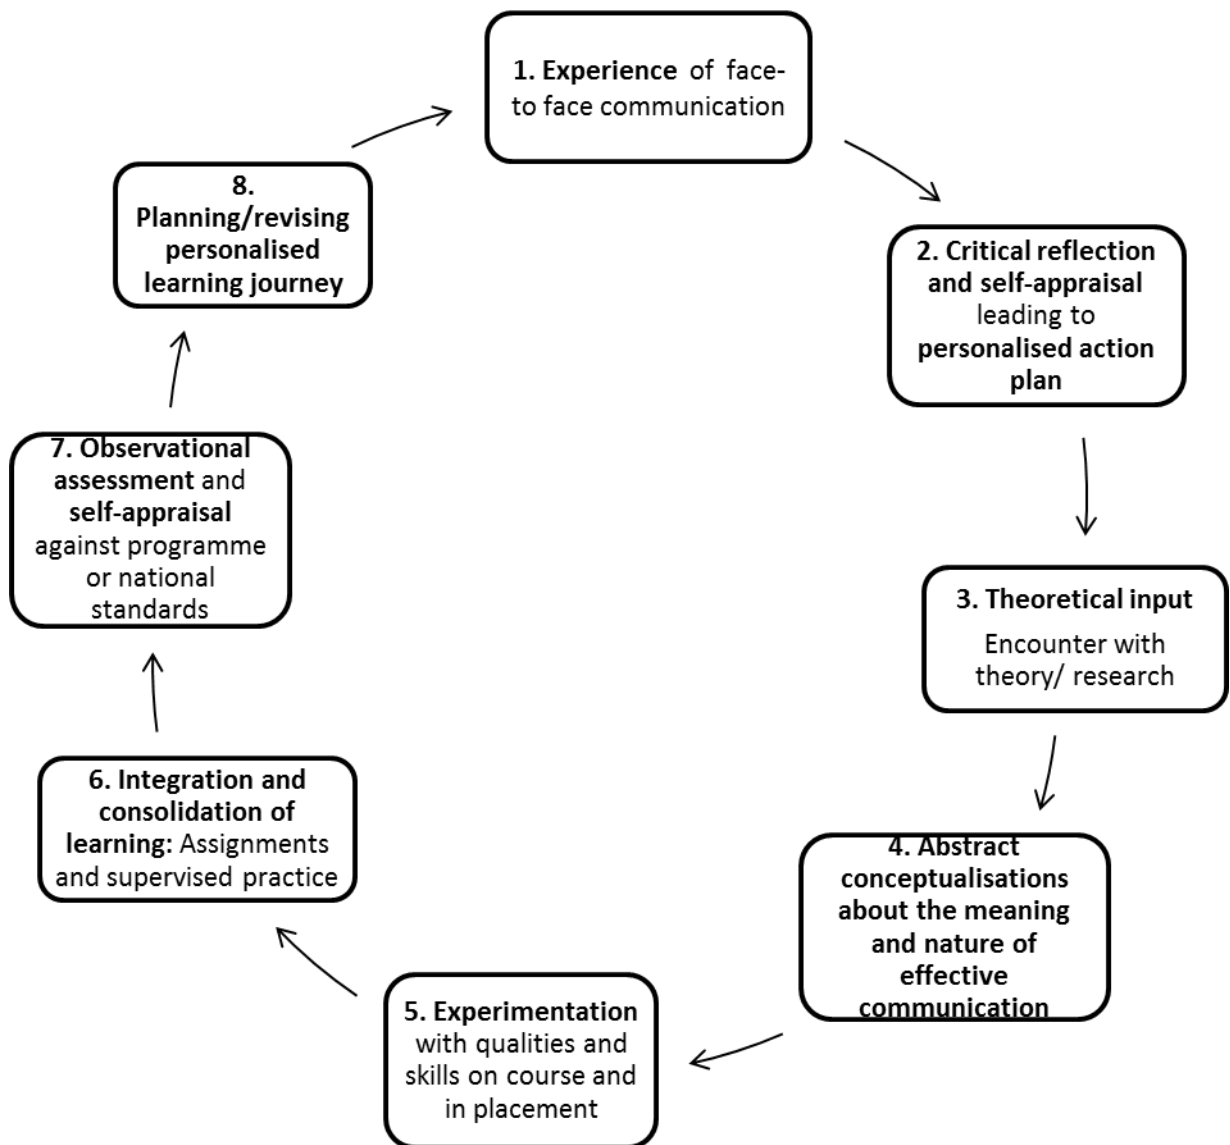 1. Experience of face-
to face communication
2. Critical reflection
and self-appraisal
leading to
personalised action
plan
3. Theoretical input
Encounter with
theory/ research
4. Abstract
conceptualisations
about the meaning
and nature of
effective
communication
5. Experimentation
with qualities and
skills on course and
in placement
6. Integration and
consolidation of
learning: Assignments
and supervised practice
7. Observational
assessment and
self-appraisal
against programme
or national
standards
8.
Planning/revising
personalised
learning journey